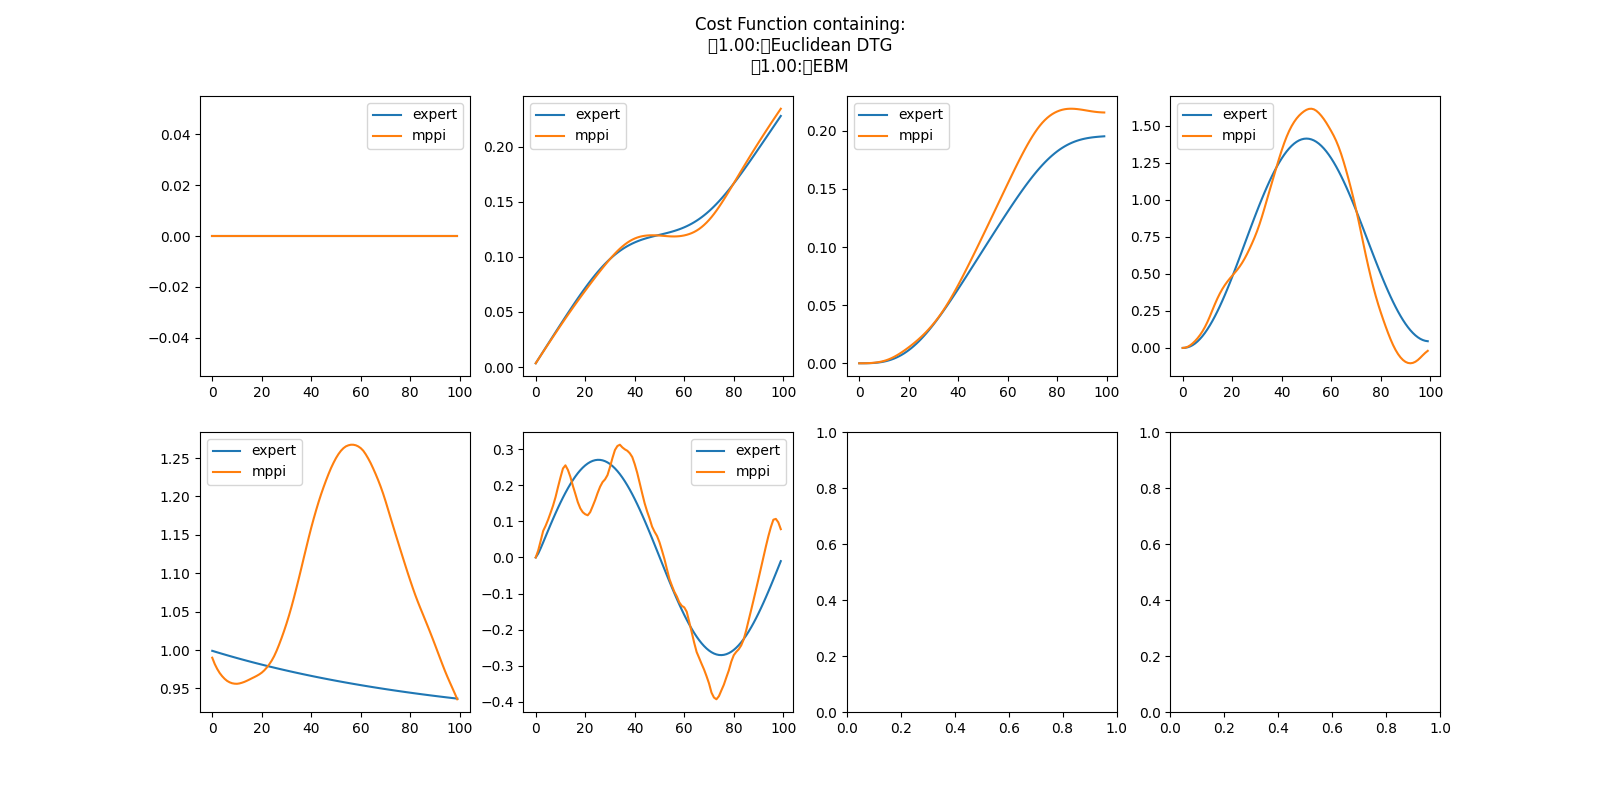 Cost Function containing:
1.00: Euclidean DTG
1.00: EBM
expert
mppi
0.04
0.02
0.00
−0.02
−0.04
0 20 40 60 80 100
expert
mppi
0.20
0.15
0.10
0.05
0.00
0 20 40 60 80 100
expert
mppi
0.20
0.15
0.10
0.05
0.00
0 20 40 60 80 100
expert
mppi
1.50
1.25
1.00
0.75
0.50
0.25
0.00
0 20 40 60 80 100
expert
mppi
1.25
1.20
1.15
1.10
1.05
1.00
0.95
0 20 40 60 80 100
expert
mppi
0.3
0.2
0.1
0.0
−0.1
−0.2
−0.3
−0.4
0 20 40 60 80 100
1.0
0.8
0.6
0.4
0.2
0.0
0.0 0.2 0.4 0.6 0.8 1.0
1.0
0.8
0.6
0.4
0.2
0.0
0.0 0.2 0.4 0.6 0.8 1.0